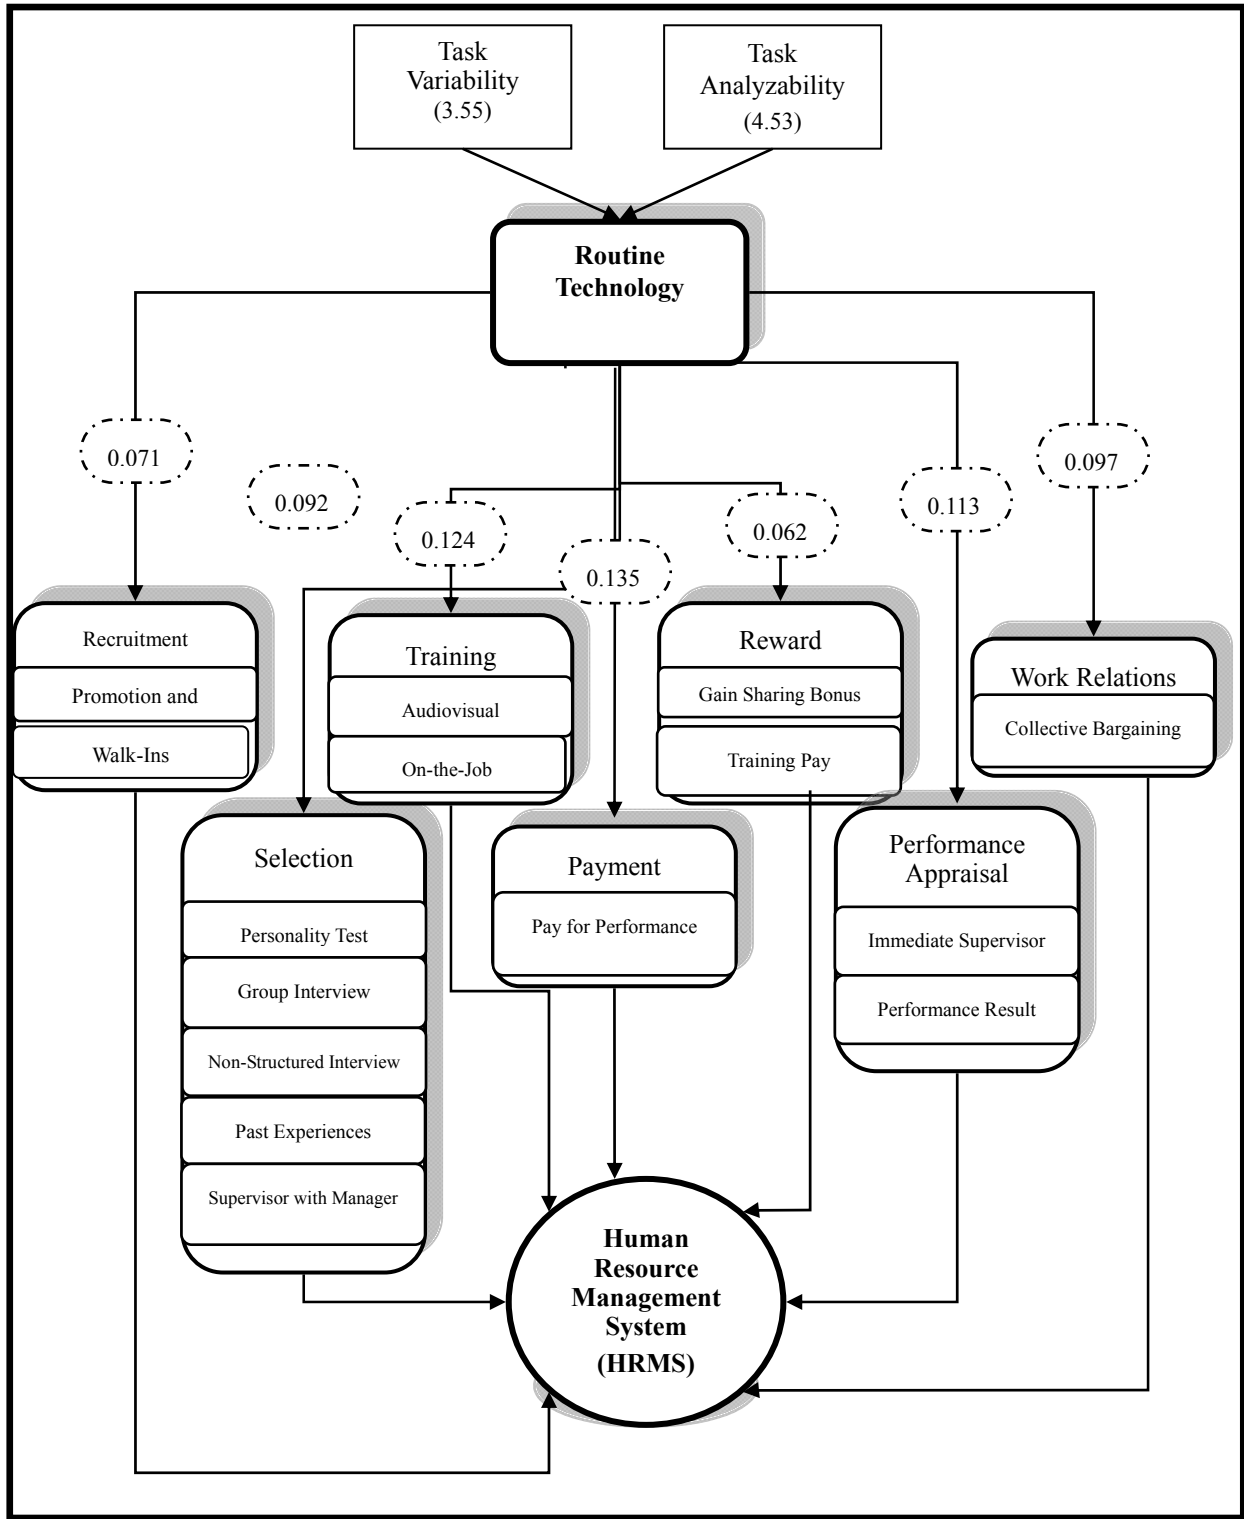 Task
Variability
(3.55)
Task
Analyzability
(4.53)
Routine
Technology
0.071
0.092
0.124
0.135
0.062
0.113
0.097
Recruitment
Promotion and
Walk-Ins
Training
Audiovisual
On-the-Job
Reward
Gain Sharing Bonus
Training Pay
Work Relations
Collective Bargaining
Selection
Personality Test
Group Interview
Non-Structured Interview
Past Experiences
Supervisor with Manager
Payment
Pay for Performance
Performance
Appraisal
Immediate Supervisor
Performance Result
Human
Resource
Management
System
(HRMS)